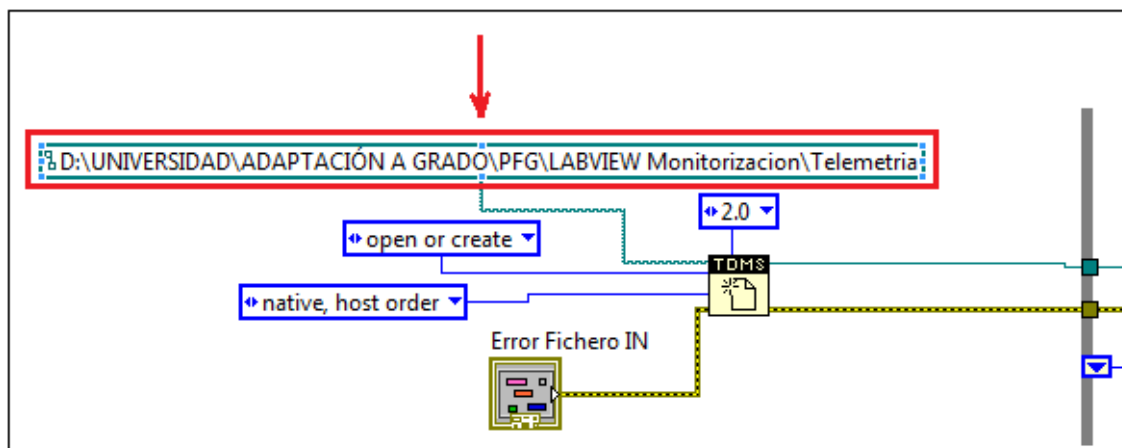 D:\UNIVERSIDAD\ADAPTACIÓN A GRADO\PFG\LABVIEW Monitorizacion\Telemetria
2.0
open or create
TDMS
native, host order
Error Fichero IN